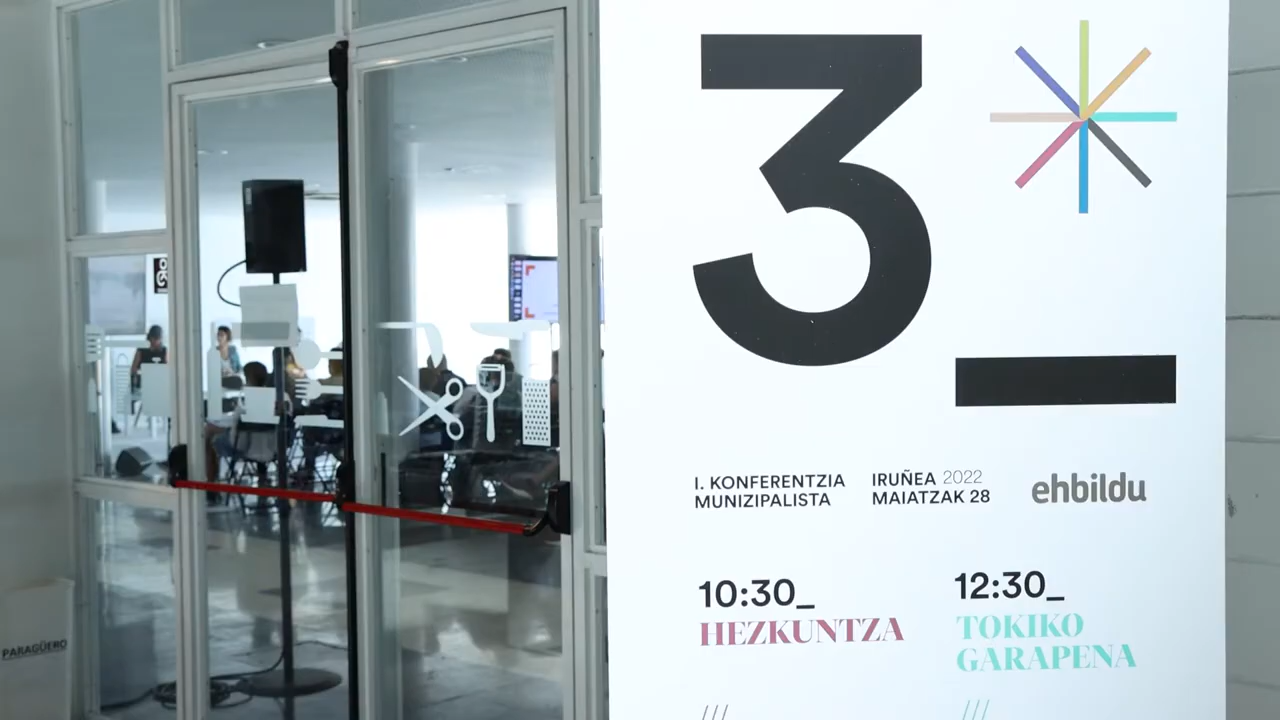 3_
I. KONFERENTZIA
MUNIZIPALISTA
IRUÑEA 2022
MAIATZAK 28
ehbildu
10:30_
HEZKUNTZA
12:30_
TOKIKO
GARAPENA
///
///
PARAGÜERO